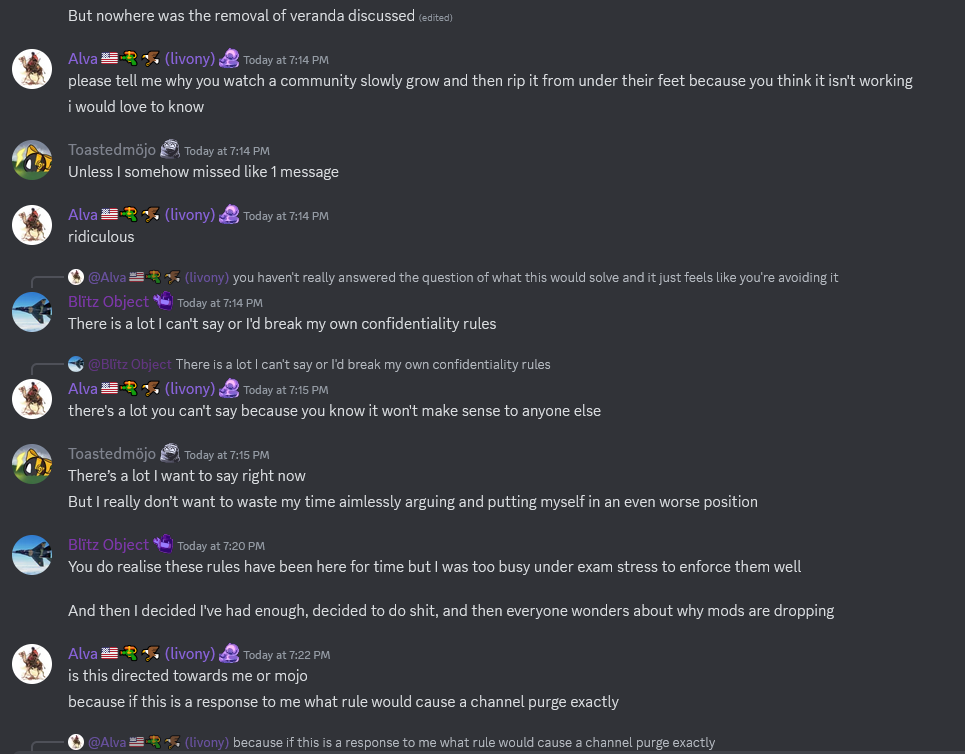 But nowhere was the removal of veranda discussed (edited)
Alva (livony) Today at 7:14 PM
please tell me why you watch a community slowly grow and then rip it from under their feet because you think it isn't working
i would love to know
Toastedmöjo Today at 7:14 PM
Unless I somehow missed like 1 message
Alva (livony) Today at 7:14 PM
ridiculous
@Alva (livony) you haven't really answered the question of what this would solve and it just feels like you're avoiding it
Blïtz Object Today at 7:14 PM
There is a lot I can't say or I'd break my own confidentiality rules
@Blïtz Object There is a lot I can't say or I'd break my own confidentiality rules
Alva (livony) Today at 7:15 PM
there's a lot you can't say because you know it won't make sense to anyone else
Toastedmöjo Today at 7:15 PM
There's a lot I want to say right now
But I really don't want to waste my time aimlessly arguing and putting myself in an even worse position
Blïtz Object Today at 7:20 PM
You do realise these rules have been here for time but I was too busy under exam stress to enforce them well
And then I decided I've had enough, decided to do shit, and then everyone wonders about why mods are dropping
Alva (livony) Today at 7:22 PM
is this directed towards me or mojo
because if this is a response to me what rule would cause a channel purge exactly
@Alva (livony) because if this is a response to me what rule would cause a channel purge exactly